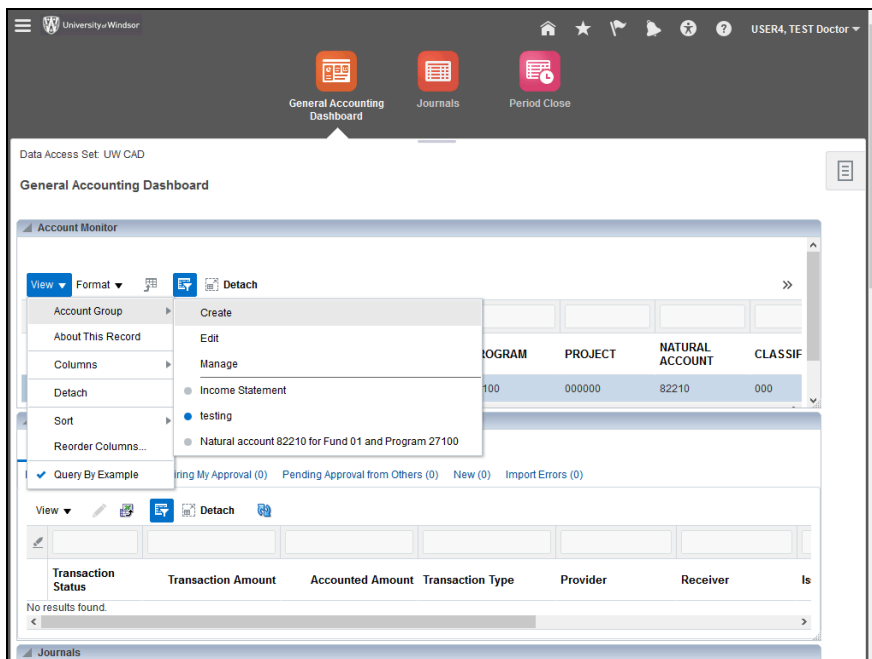 University of Windsor
USER4, TEST Doctor
General Accounting
Dashboard
Journals
Period Close
Data Access Set: UW CAD
General Accounting Dashboard
Account Monitor
View Format Detach
Account Group
About This Record
Columns
Detach
Sort
Reorder Columns...
Query By Example
Create
Edit
Manage
Income Statement
testing
Natural account 82210 for Fund 01 and Program 27100
ROGRAM PROJECT NATURAL
ACCOUNT CLASSIF
100 000000 82210 000
iring My Approval (0) Pending Approval from Others (0) New (0) Import Errors (0)
View Detach
Transaction
Status Transaction Amount Accounted Amount Transaction Type Provider Receiver Is
No results found.
Journals